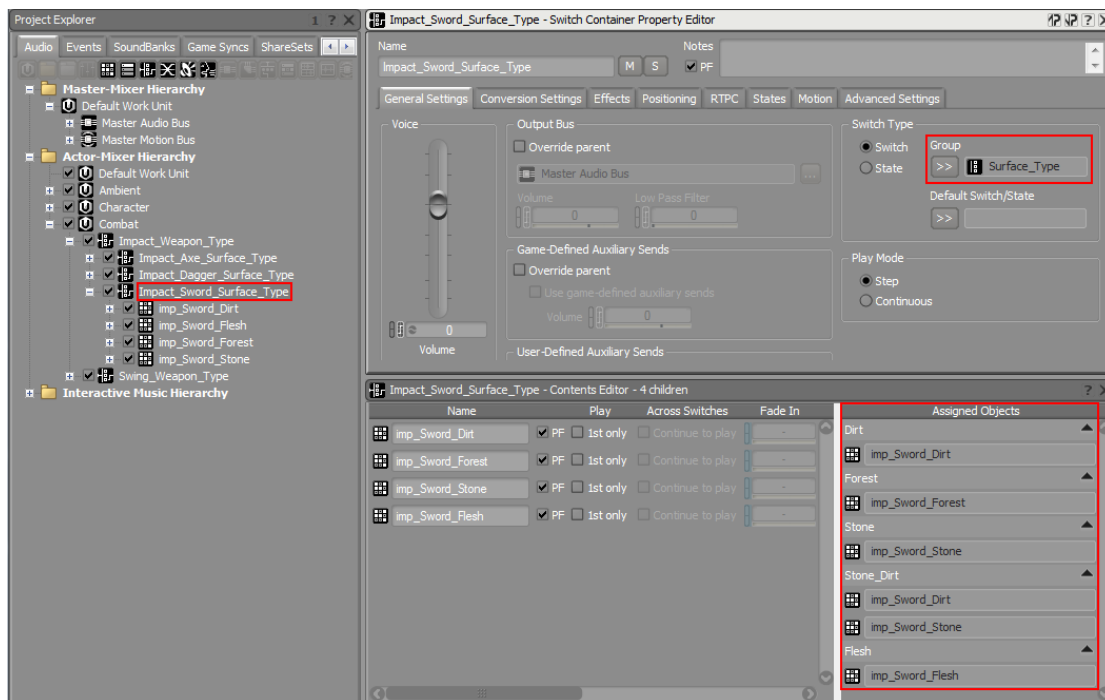 Project Explorer
1 ? X
Audio Events SoundBanks Game Syncs ShareSets
Master-Mixer Hierarchy
Default Work Unit
Master Audio Bus
Master Motion Bus
Actor-Mixer Hierarchy
Default Work Unit
Ambient
Character
Combat
Impact_Weapon_Type
Impact_Axe_Surface_Type
Impact_Dagger_Surface_Type
Impact_Sword_Surface_Type
imp_Sword_Dirt
imp_Sword_Flesh
imp_Sword_Forest
imp_Sword_Stone
Swing_Weapon_Type
Interactive Music Hierarchy
Impact_Sword_Surface_Type - Switch Container Property Editor
Name
Notes
Impact_Sword_Surface_Type
M S
PF
General Settings Conversion Settings Effects Positioning RTPC States Motion Advanced Settings
Voice
0
Volume
Output Bus
Override parent
Master Audio Bus
...
Volume Low Pass Filter
0 0
Game-Defined Auxiliary Sends
Override parent
Use game-defined auxiliary sends
Volume 0
User-Defined Auxiliary Sends
Switch Type
Switch
State
Group
>> Surface_Type
Default Switch/State
>>
Play Mode
Step
Continuous
Impact_Sword_Surface_Type - Contents Editor - 4 children
Name Play Across Switches Fade In
imp_Sword_Dirt PF 1st only Continue to play -
imp_Sword_Forest PF 1st only Continue to play -
imp_Sword_Stone PF 1st only Continue to play -
imp_Sword_Flesh PF 1st only Continue to play -
Assigned Objects
Dirt
imp_Sword_Dirt
Forest
imp_Sword_Forest
Stone
imp_Sword_Stone
Stone_Dirt
imp_Sword_Dirt
imp_Sword_Stone
Flesh
imp_Sword_Flesh